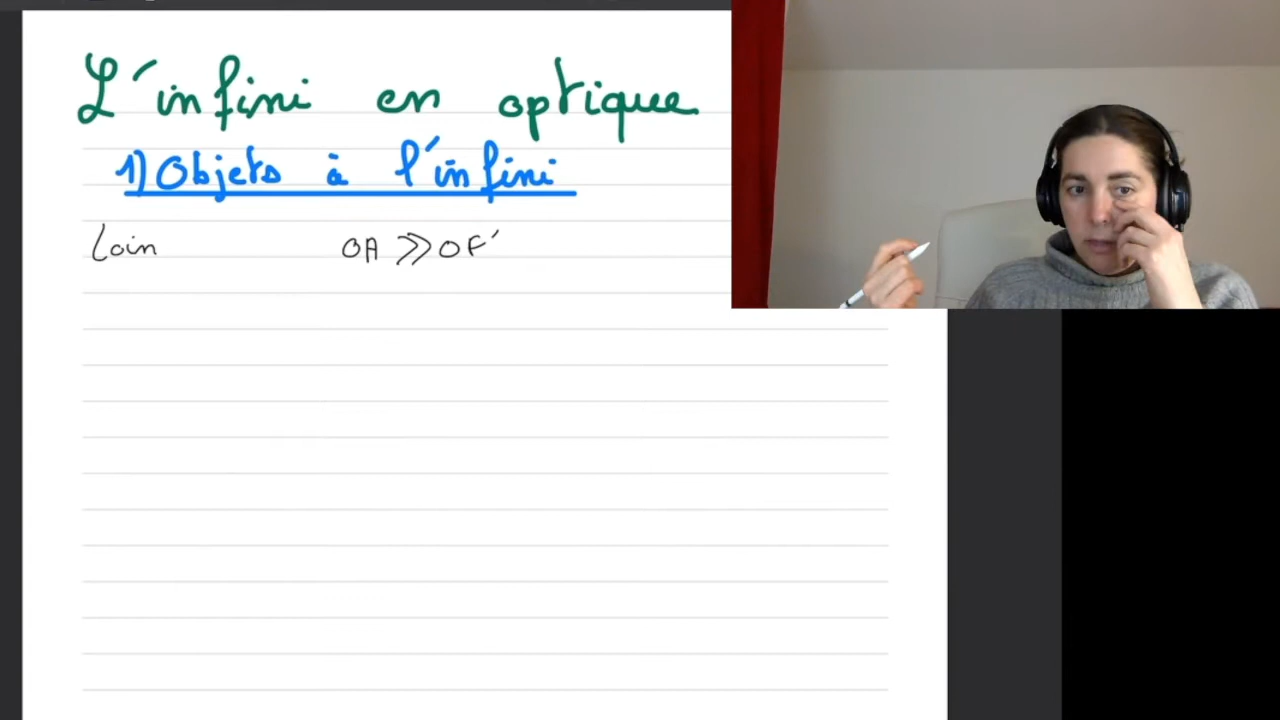 L'infini en optique
1) Objets à l'infini
Loin OA >> OF'